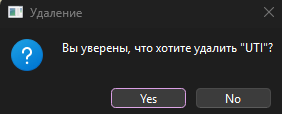 Удаление
Вы уверены, что хотите удалить "UTI"?
Yes No